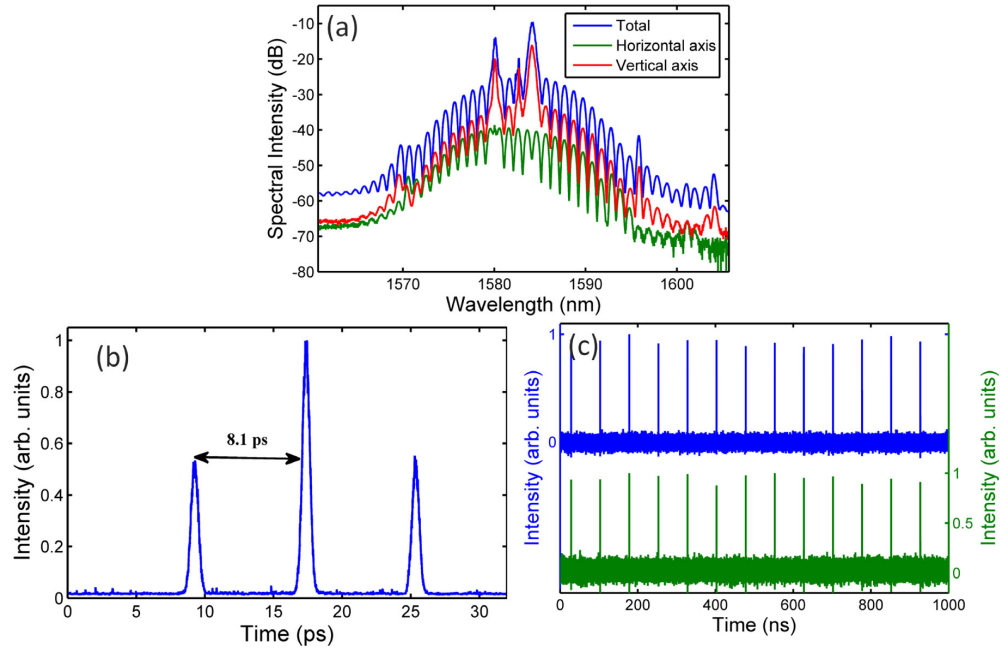 (a)
Total
Horizontal axis
Vertical axis
Spectral Intensity (dB)
-10
-20
-30
-40
-50
-60
-70
-80
1570
1580
1590
1600
Wavelength (nm)
(b)
8.1 ps
Intensity (arb. units)
1
0.8
0.6
0.4
0.2
0
0
5
10
15
20
25
30
Time (ps)
(c)
Intensity (arb. units)
1
0
Intensity (arb. units)
1
0.5
0
0
200
400
600
800
1000
Time (ns)